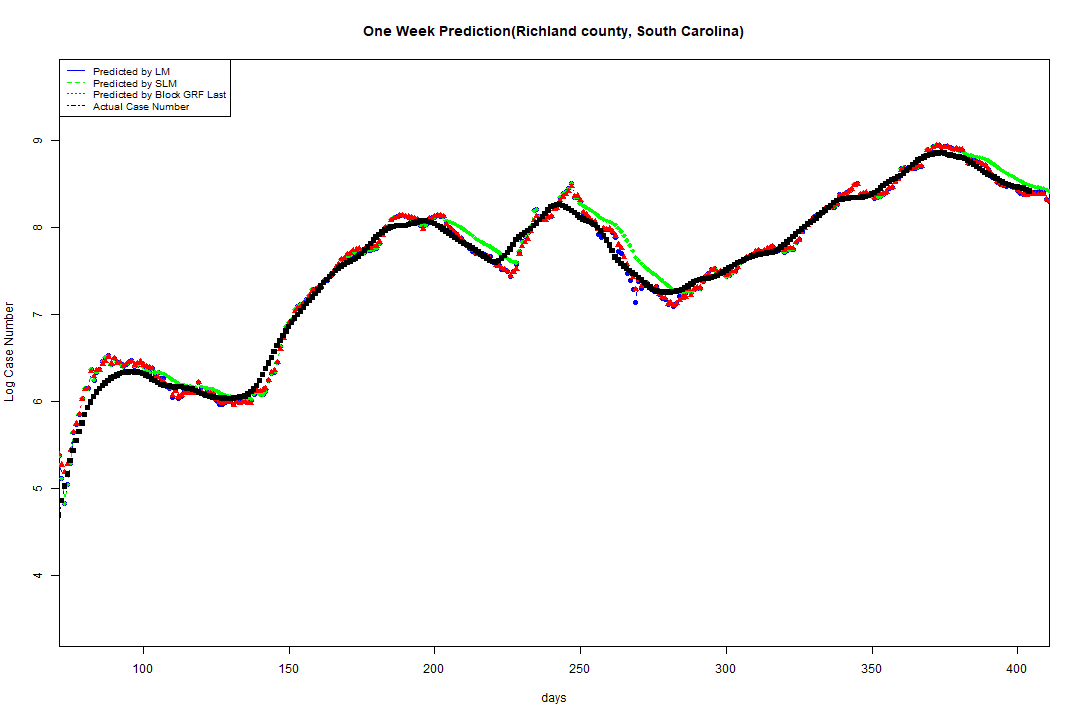 One Week Prediction(Richland county, South Carolina)
Predicted by LM
Predicted by SLM
Predicted by Block GRF Last
Actual Case Number
9
8
7
6
5
4
Log Case Number
100 150 200 250 300 350 400
days